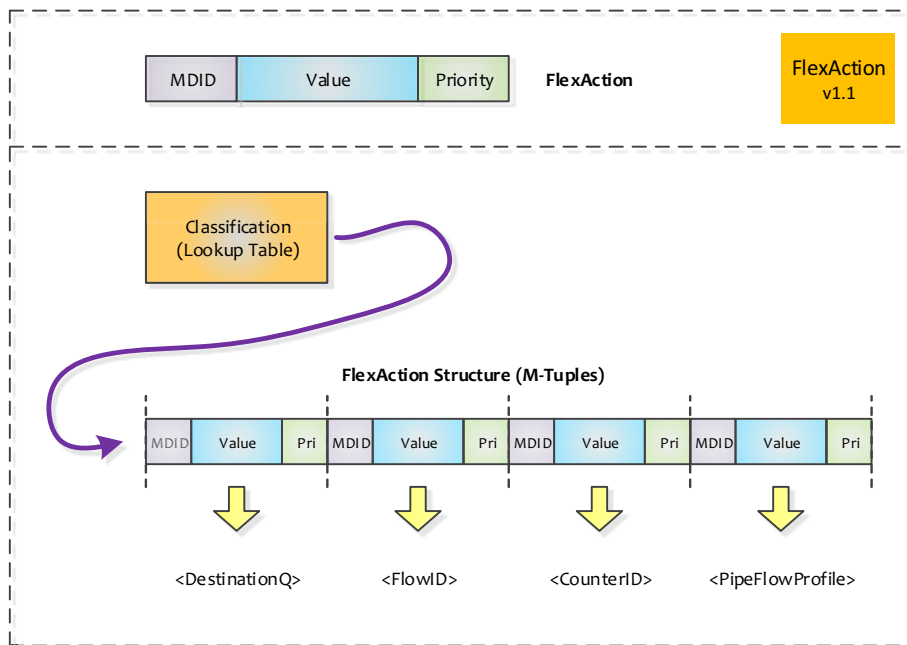 MDID Value Priority FlexAction
FlexAction
v1.1
Classification
(Lookup Table)
FlexAction Structure (M-Tuples)
MDID Value Pri MDID Value Pri MDID Value Pri MDID Value Pri
<DestinationQ> <FlowID> <CounterID> <PipeFlowProfile>